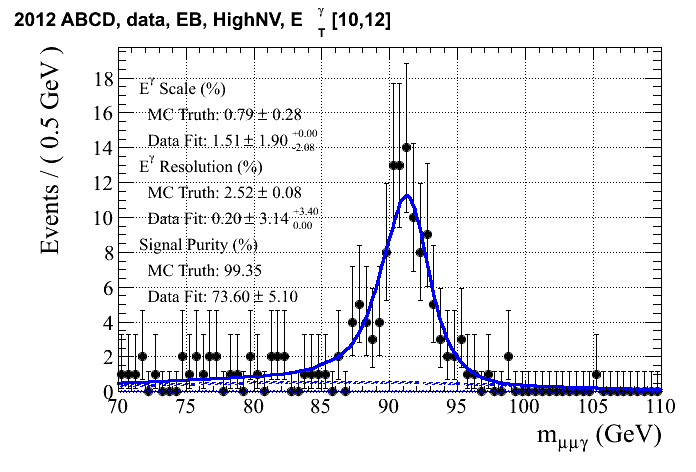 2012 ABCD, data, EB, HighNV, E_T^γ [10,12]
Events / ( 0.5 GeV )
18
16
14
12
10
8
6
4
2
0
E^γ Scale (%)
MC Truth: 0.79 ± 0.28
Data Fit: 1.51 ± 1.90 +0.00 -2.08
E^γ Resolution (%)
MC Truth: 2.52 ± 0.08
Data Fit: 0.20 ± 3.14 +3.40 0.00
Signal Purity (%)
MC Truth: 99.35
Data Fit: 73.60 ± 5.10
70 75 80 85 90 95 100 105 110
m_μμγ (GeV)